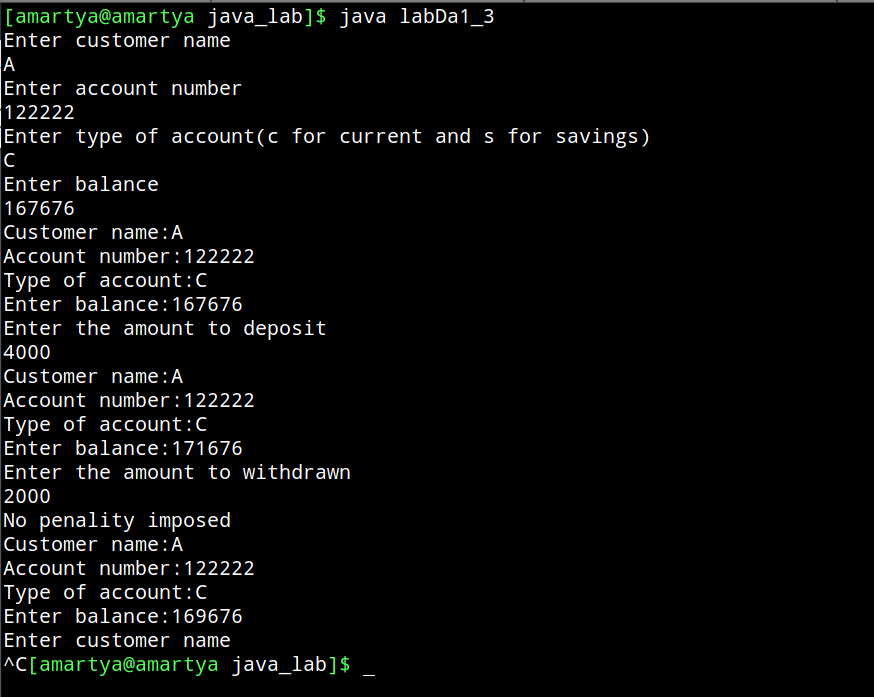 [amartya@amartya java_lab]$ java labDa1_3
Enter customer name
A
Enter account number
122222
Enter type of account(c for current and s for savings)
C
Enter balance
167676
Customer name:A
Account number:122222
Type of account:C
Enter balance:167676
Enter the amount to deposit
4000
Customer name:A
Account number:122222
Type of account:C
Enter balance:171676
Enter the amount to withdrawn
2000
No penality imposed
Customer name:A
Account number:122222
Type of account:C
Enter balance:169676
Enter customer name
^C[amartya@amartya java_lab]$ _